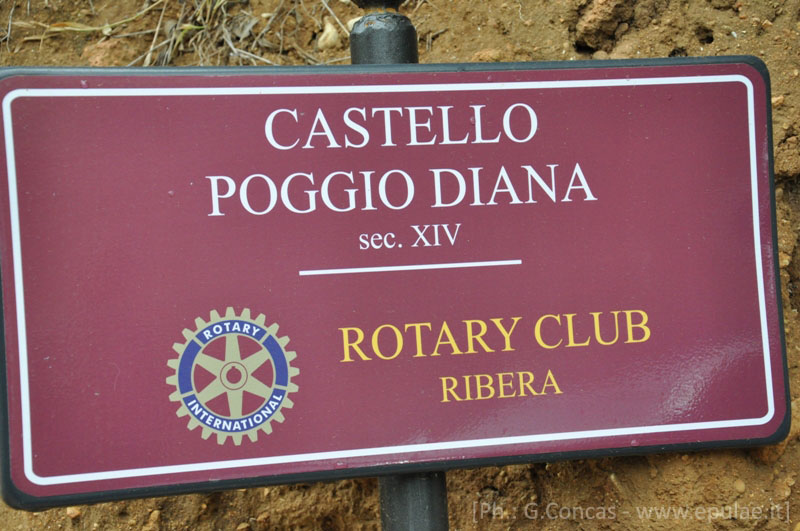 CASTELLO
POGGIO DIANA
sec. XIV
ROTARY
INTERNATIONAL
ROTARY CLUB
RIBERA
[Ph.: G.Concas - www.epulae.it]